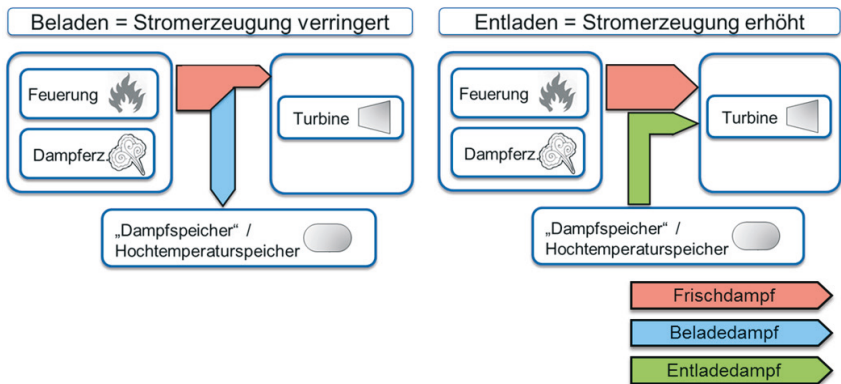 Beladen = Stromerzeugung verringert
Feuerung
Dampferz.
Turbine
„Dampfspeicher“ /
Hochtemperaturspeicher
Entladen = Stromerzeugung erhöht
Feuerung
Dampferz.
Turbine
„Dampfspeicher“ /
Hochtemperaturspeicher
Frischdampf
Beladedampf
Entladedampf